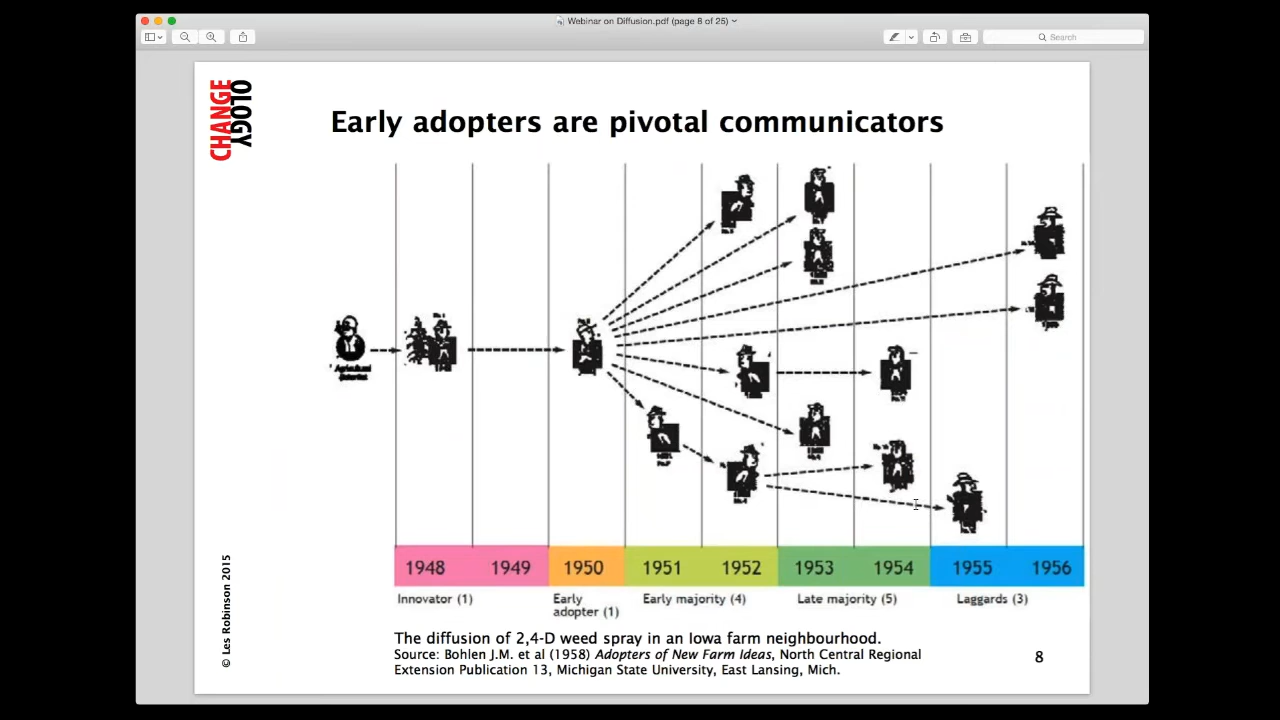 Webinar on Diffusion.pdf (page 8 of 25)
Search
CHANGE
OLOGY
Early adopters are pivotal communicators
Agricultural
Scientist
1948 1949 1950 1951 1952 1953 1954 1955 1956
Innovator (1)
Early
adopter (1)
Early majority (4)
Late majority (5)
Laggards (3)
The diffusion of 2,4-D weed spray in an Iowa farm neighbourhood.
Source: Bohlen J.M. et al (1958) Adopters of New Farm Ideas, North Central Regional
Extension Publication 13, Michigan State University, East Lansing, Mich.
8
© Les Robinson 2015